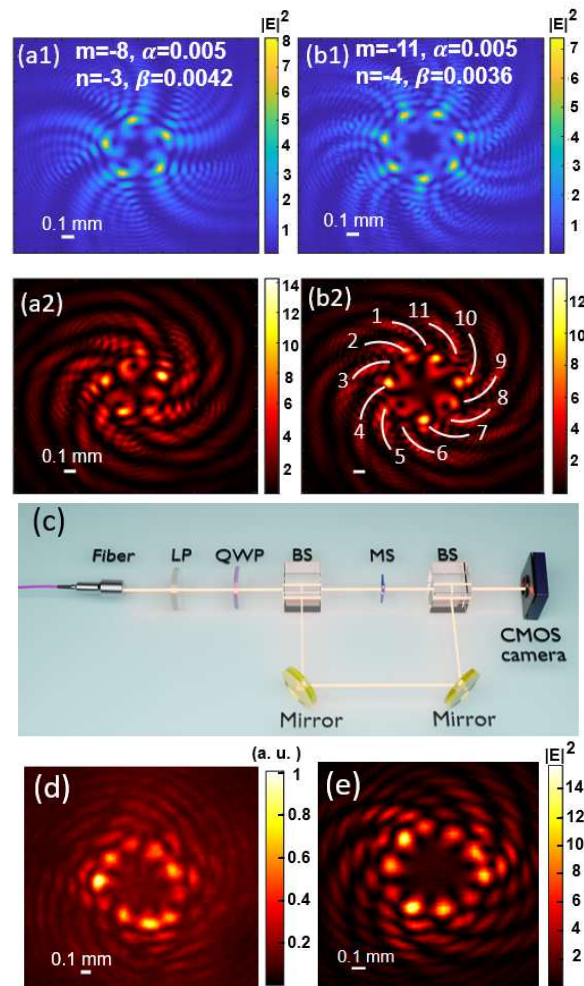 (a1)
m=-8, α=0.005
n=-3, β=0.0042
0.1 mm
|E|²
8
7
6
5
4
3
2
1
(b1)
m=-11, α=0.005
n=-4, β=0.0036
0.1 mm
|E|²
7
6
5
4
3
2
1
(a2)
0.1 mm
14
12
10
8
6
4
2
(b2)
1
11
10
2
9
3
8
4
7
5
6
12
10
8
6
4
2
(c)
Fiber
LP
QWP
BS
MS
BS
CMOS
camera
Mirror
Mirror
(d)
0.1 mm
(a. u.)
1
0.8
0.6
0.4
0.2
(e)
0.1 mm
|E|²
14
12
10
8
6
4
2